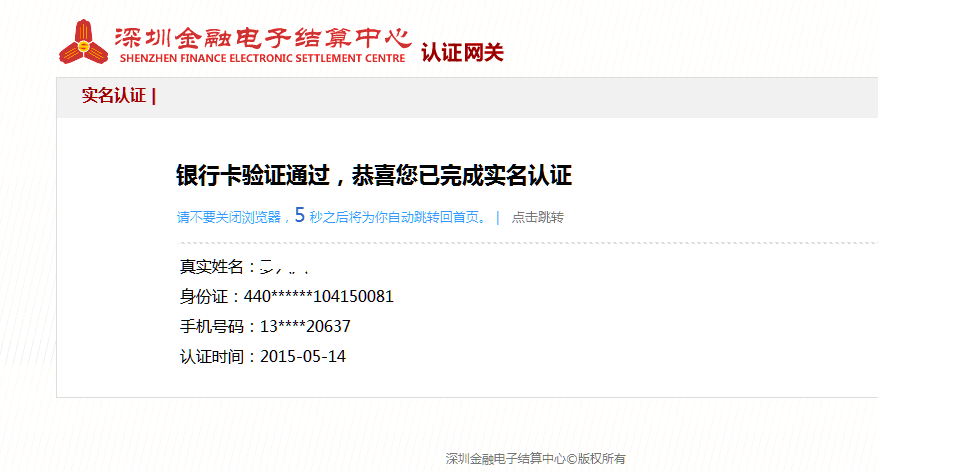 深圳金融电子结算中心
SHENZHEN FINANCE ELECTRONIC SETTLEMENT CENTRE
认证网关
实名认证 |
银行卡验证通过，恭喜您已完成实名认证
请不要关闭浏览器，5 秒之后将为你自动跳转回首页。 | 点击跳转
真实姓名：
身份证：440******104150081
手机号码：13****20637
认证时间：2015-05-14
深圳金融电子结算中心©版权所有